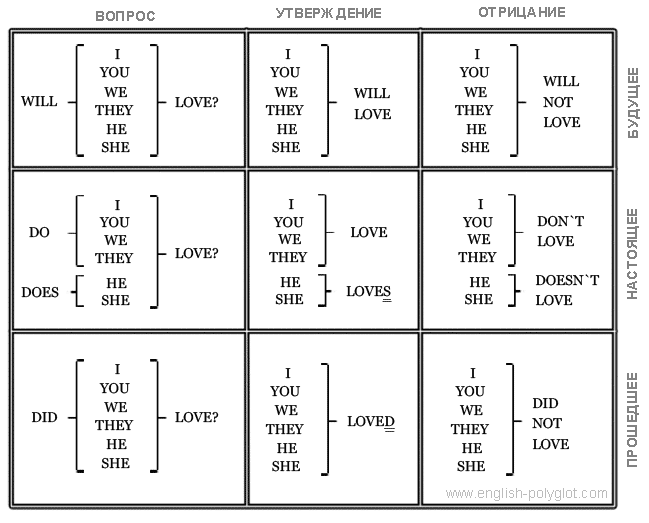 ВОПРОС
УТВЕРЖДЕНИЕ
ОТРИЦАНИЕ
WILL
I
YOU
WE
THEY
HE
SHE
LOVE?
I
YOU
WE
THEY
HE
SHE
WILL
LOVE
I
YOU
WE
THEY
HE
SHE
WILL
NOT
LOVE
БУДУЩЕЕ
DO
DOES
I
YOU
WE
THEY
HE
SHE
LOVE?
I
YOU
WE
THEY
LOVE
HE
SHE
LOVES
I
YOU
WE
THEY
DON`T
LOVE
HE
SHE
DOESN`T
LOVE
НАСТОЯЩЕЕ
DID
I
YOU
WE
THEY
HE
SHE
LOVE?
I
YOU
WE
THEY
HE
SHE
LOVED
I
YOU
WE
THEY
HE
SHE
DID
NOT
LOVE
ПРОШЕДШЕЕ
www.english-polyglot.com